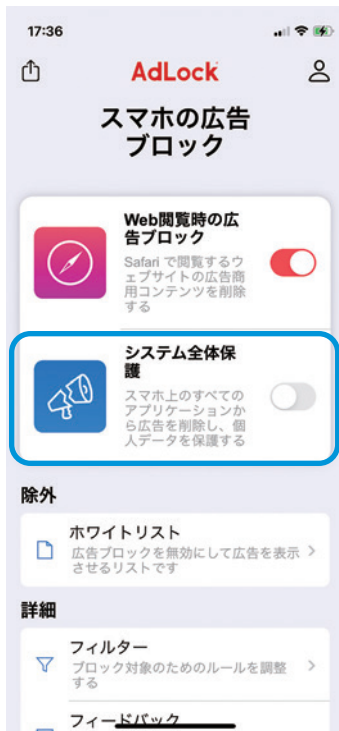 17:36
AdLock
スマホの広告
ブロック
Web閲覧時の広
告ブロック
Safari で閲覧するウ
ェブサイトの広告商
用コンテンツを削除
する
システム全体保
護
スマホ上のすべての
アプリケーションか
ら広告を削除し、個
人データを保護する
除外
ホワイトリスト
広告ブロックを無効にして広告を表示
させるリストです
詳細
フィルター
ブロック対象のためのルールを調整
する
フィードバック